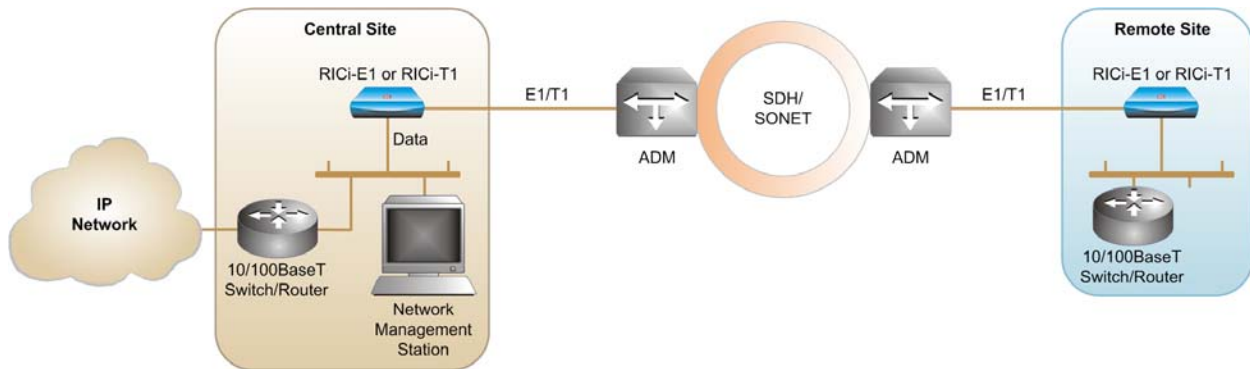 Central Site
RICi-E1 or RICi-T1
E1/T1
Data
IP
Network
10/100BaseT
Switch/Router
Network
Management
Station
ADM
SDH/
SONET
ADM
E1/T1
Remote Site
RICi-E1 or RICi-T1
10/100BaseT
Switch/Router